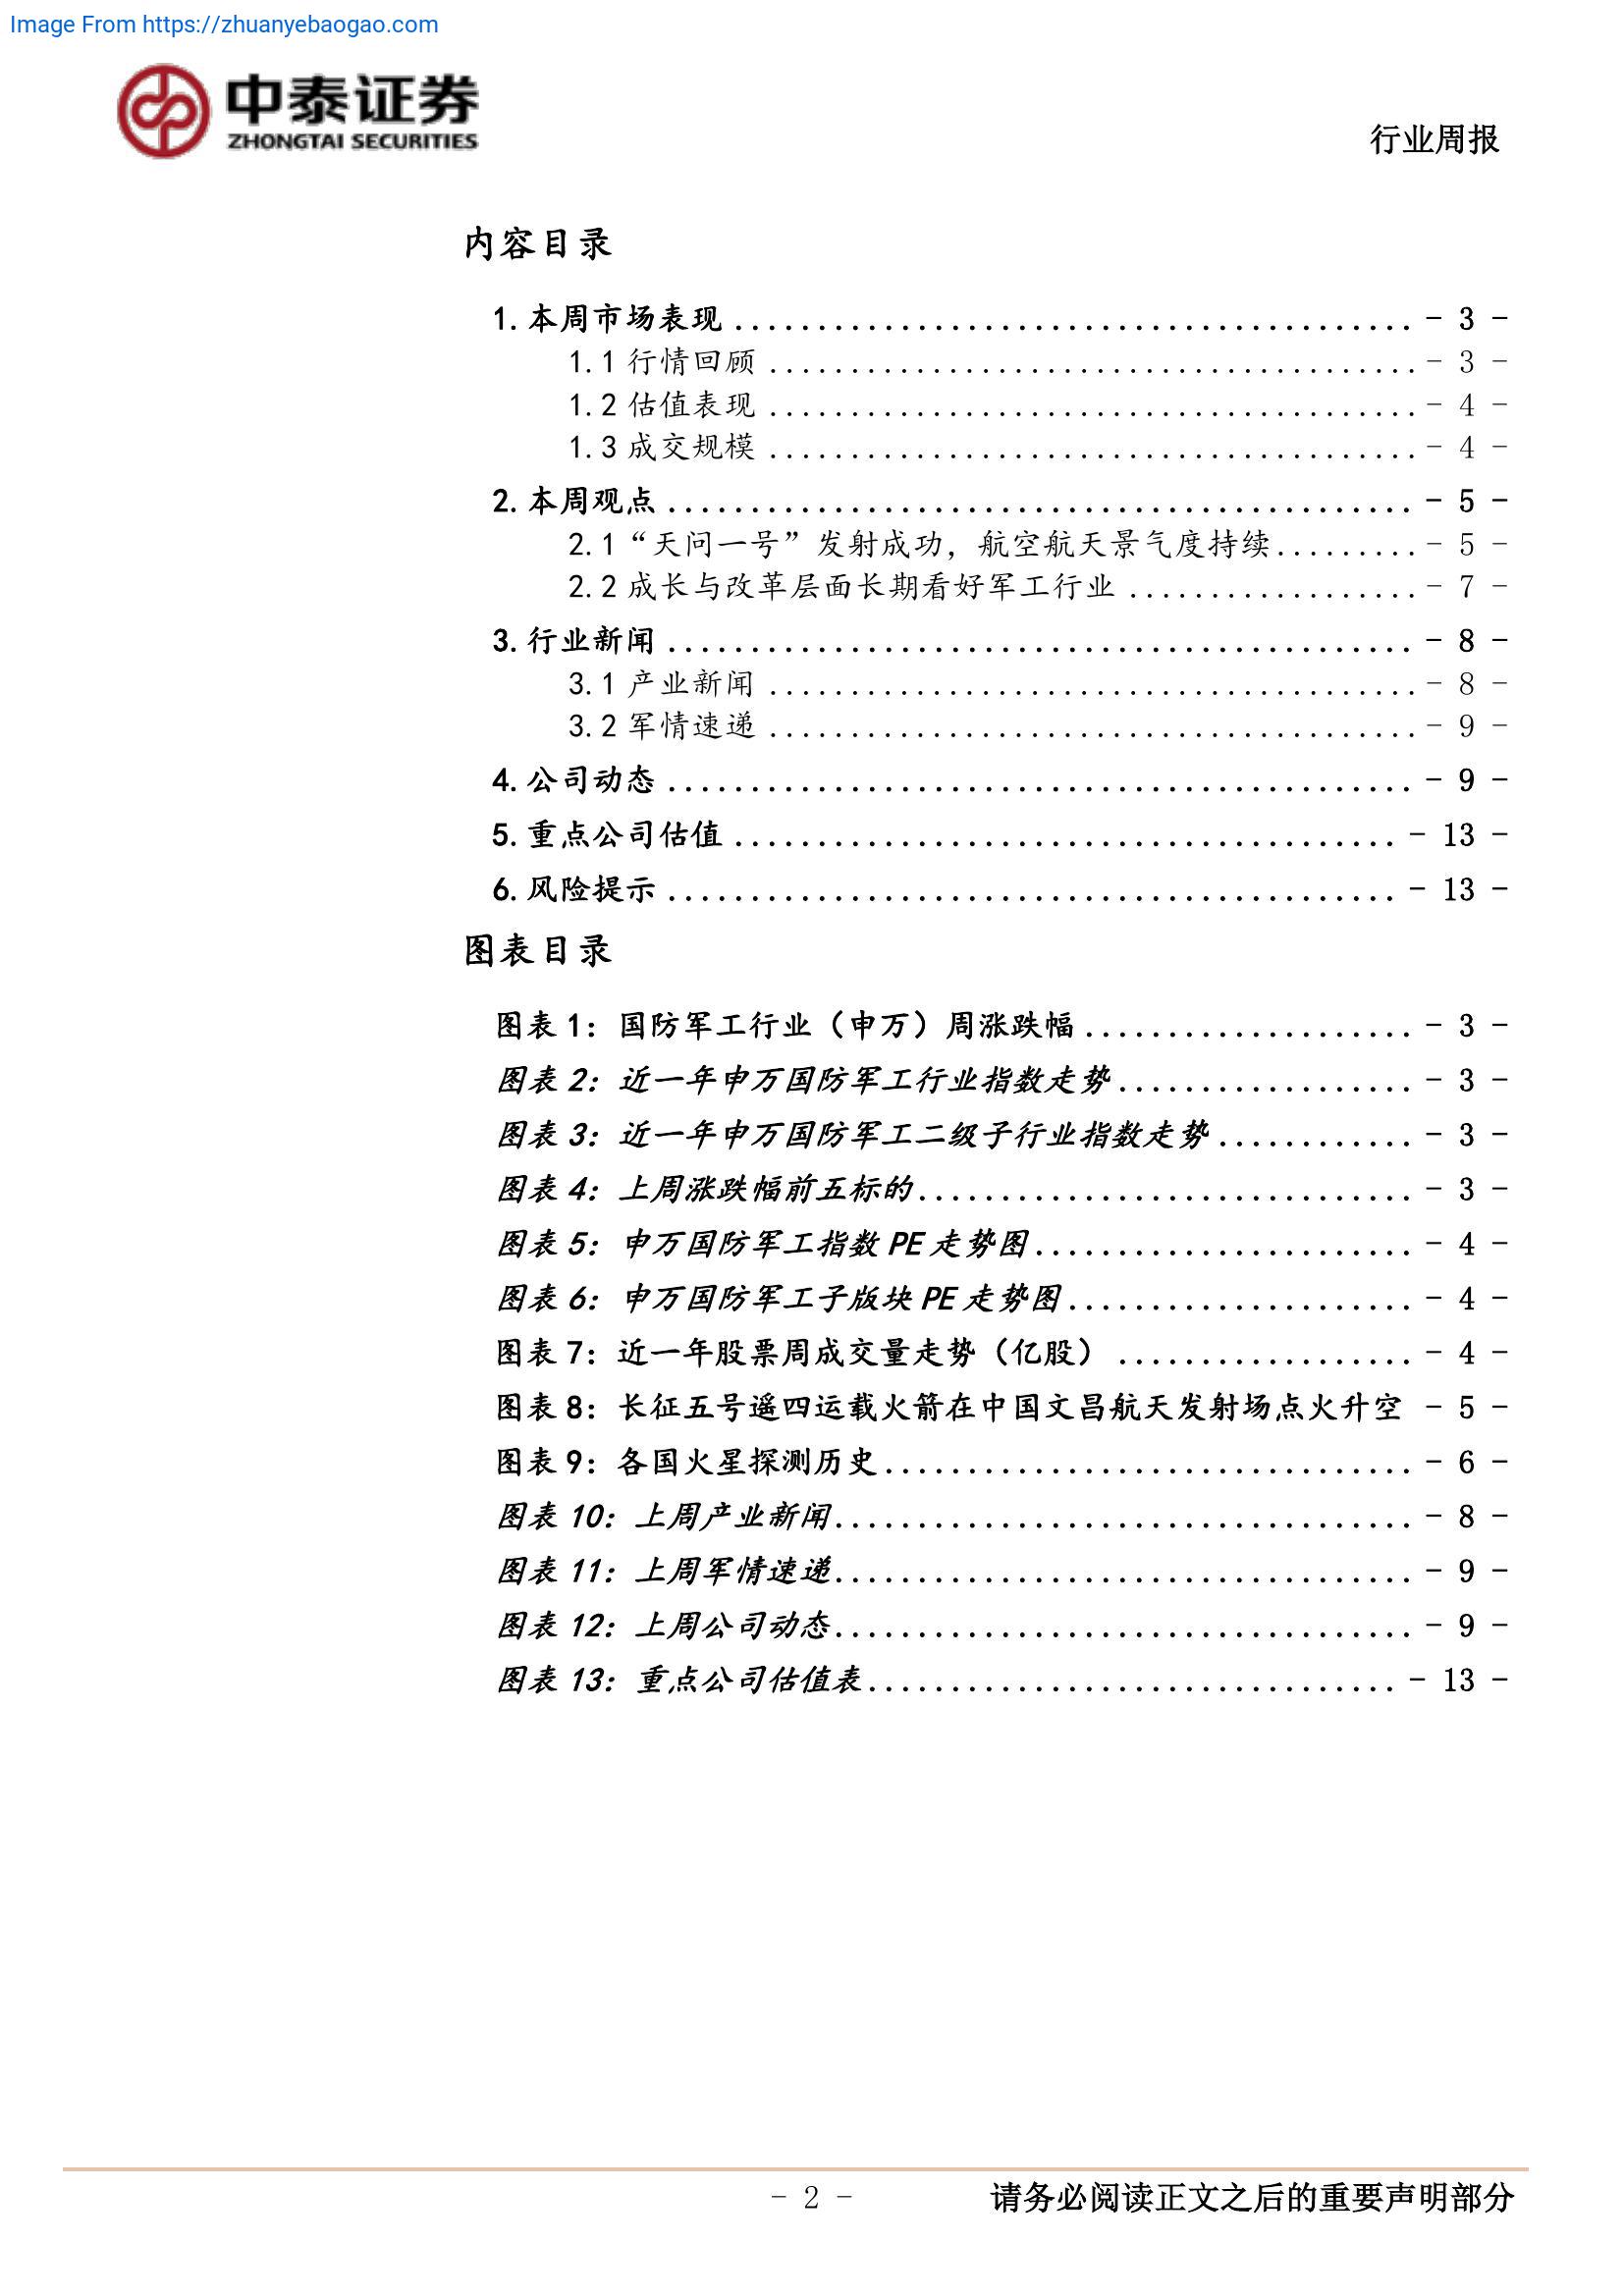 Image From https://zhuanyebaogao.com
中泰证券
ZHONGTAI SECURITIES
行业周报
内容目录
1.本周市场表现 ......................................... - 3 -
1.1 行情回顾 ........................................ - 3 -
1.2 估值表现 ........................................ - 4 -
1.3 成交规模 ........................................ - 4 -
2.本周观点 ............................................. - 5 -
2.1“天问一号”发射成功，航空航天景气度持续......... - 5 -
2.2 成长与改革层面长期看好军工行业 .................. - 7 -
3.行业新闻 ............................................. - 8 -
3.1 产业新闻 ........................................ - 8 -
3.2 军情速递 ........................................ - 9 -
4.公司动态 ............................................. - 9 -
5.重点公司估值 ........................................ - 13 -
6.风险提示 ............................................ - 13 -
图表目录
图表 1：国防军工行业（申万）周涨跌幅.................... - 3 -
图表 2：近一年申万国防军工行业指数走势.................. - 3 -
图表 3：近一年申万国防军工二级子行业指数走势............ - 3 -
图表 4：上周涨跌幅前五标的.............................. - 3 -
图表 5：申万国防军工指数 PE 走势图....................... - 4 -
图表 6：申万国防军工子版块 PE 走势图..................... - 4 -
图表 7：近一年股票周成交量走势（亿股） .................. - 4 -
图表 8：长征五号遥四运载火箭在中国文昌航天发射场点火升空 - 5 -
图表 9：各国火星探测历史................................ - 6 -
图表 10：上周产业新闻................................... - 8 -
图表 11：上周军情速递................................... - 9 -
图表 12：上周公司动态................................... - 9 -
图表 13：重点公司估值表................................ - 13 -
- 2 -
请务必阅读正文之后的重要声明部分